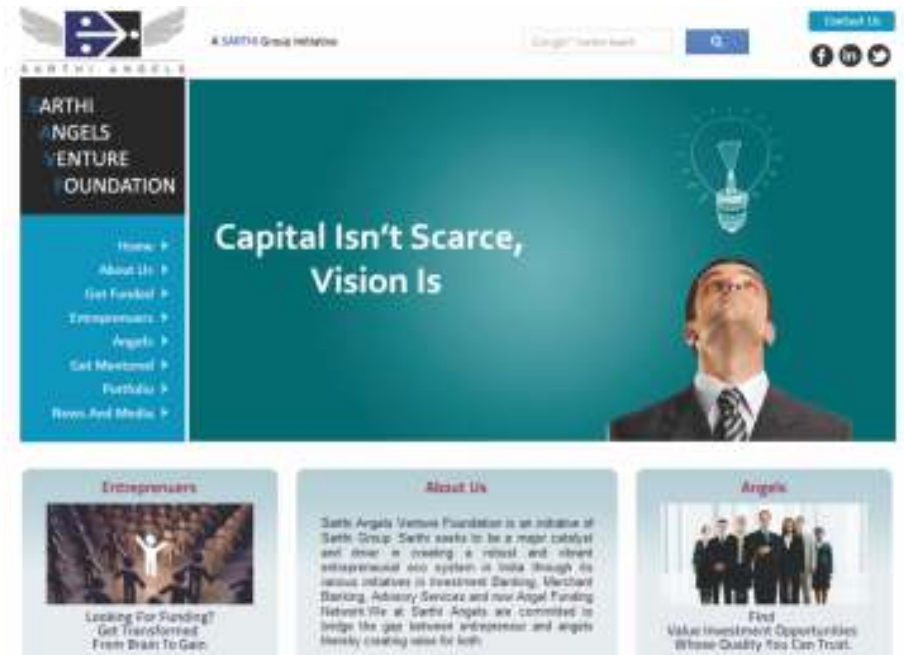 SARTHI ANGELS
A SARTHI Group Initiative
Contact Us
SARTHI
ANGELS
VENTURE
FOUNDATION
Home
About Us
Get Funded
Entreprenuers
Angels
Get Mentored
Portfolio
News And Media
Capital Isn't Scarce,
Vision Is
Entreprenuers
Looking For Funding?
Get Transformed
From Brain To Gain.
About Us
Sarthi Angels Venture Foundation is an initiative of
Sarthi Group. Sarthi seeks to be a major catalyst
and driver in creating a robust and vibrant
entrepreneurial eco system in India through its
various initiatives in Investment Banking, Merchant
Banking, Advisory Services and now Angel Funding
Network.We at Sarthi Angels are committed to
bridge the gap between entrepreneur and angels
thereby creating value for both.
Angels
Find
Value Investment Opportunities
Whose Quality You Can Trust.